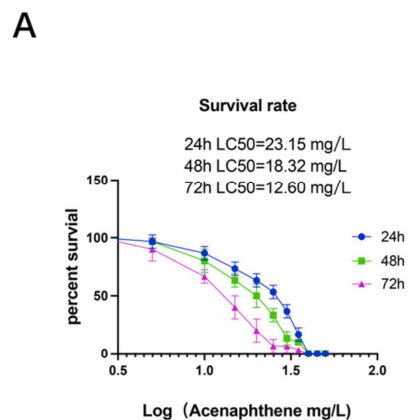 A
Survival rate
24h LC50=23.15 mg/L
48h LC50=18.32 mg/L
72h LC50=12.60 mg/L
150
100
50
0
percent survial
24h
48h
72h
0.5 1.0 1.5 2.0
Log （Acenaphthene mg/L)